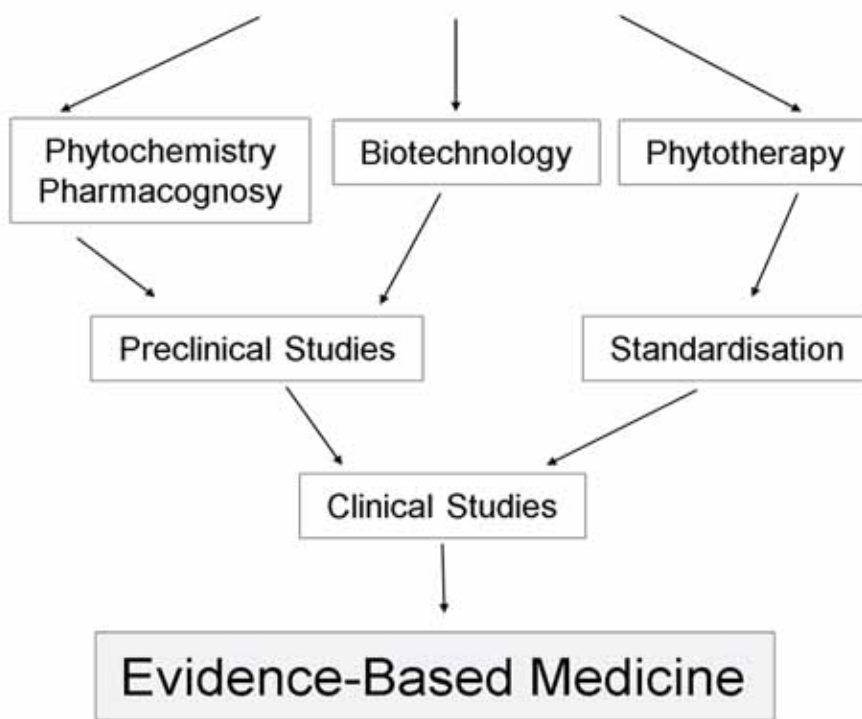 Phytochemistry
Pharmacognosy
Biotechnology
Phytotherapy
Preclinical Studies
Standardisation
Clinical Studies
Evidence-Based Medicine